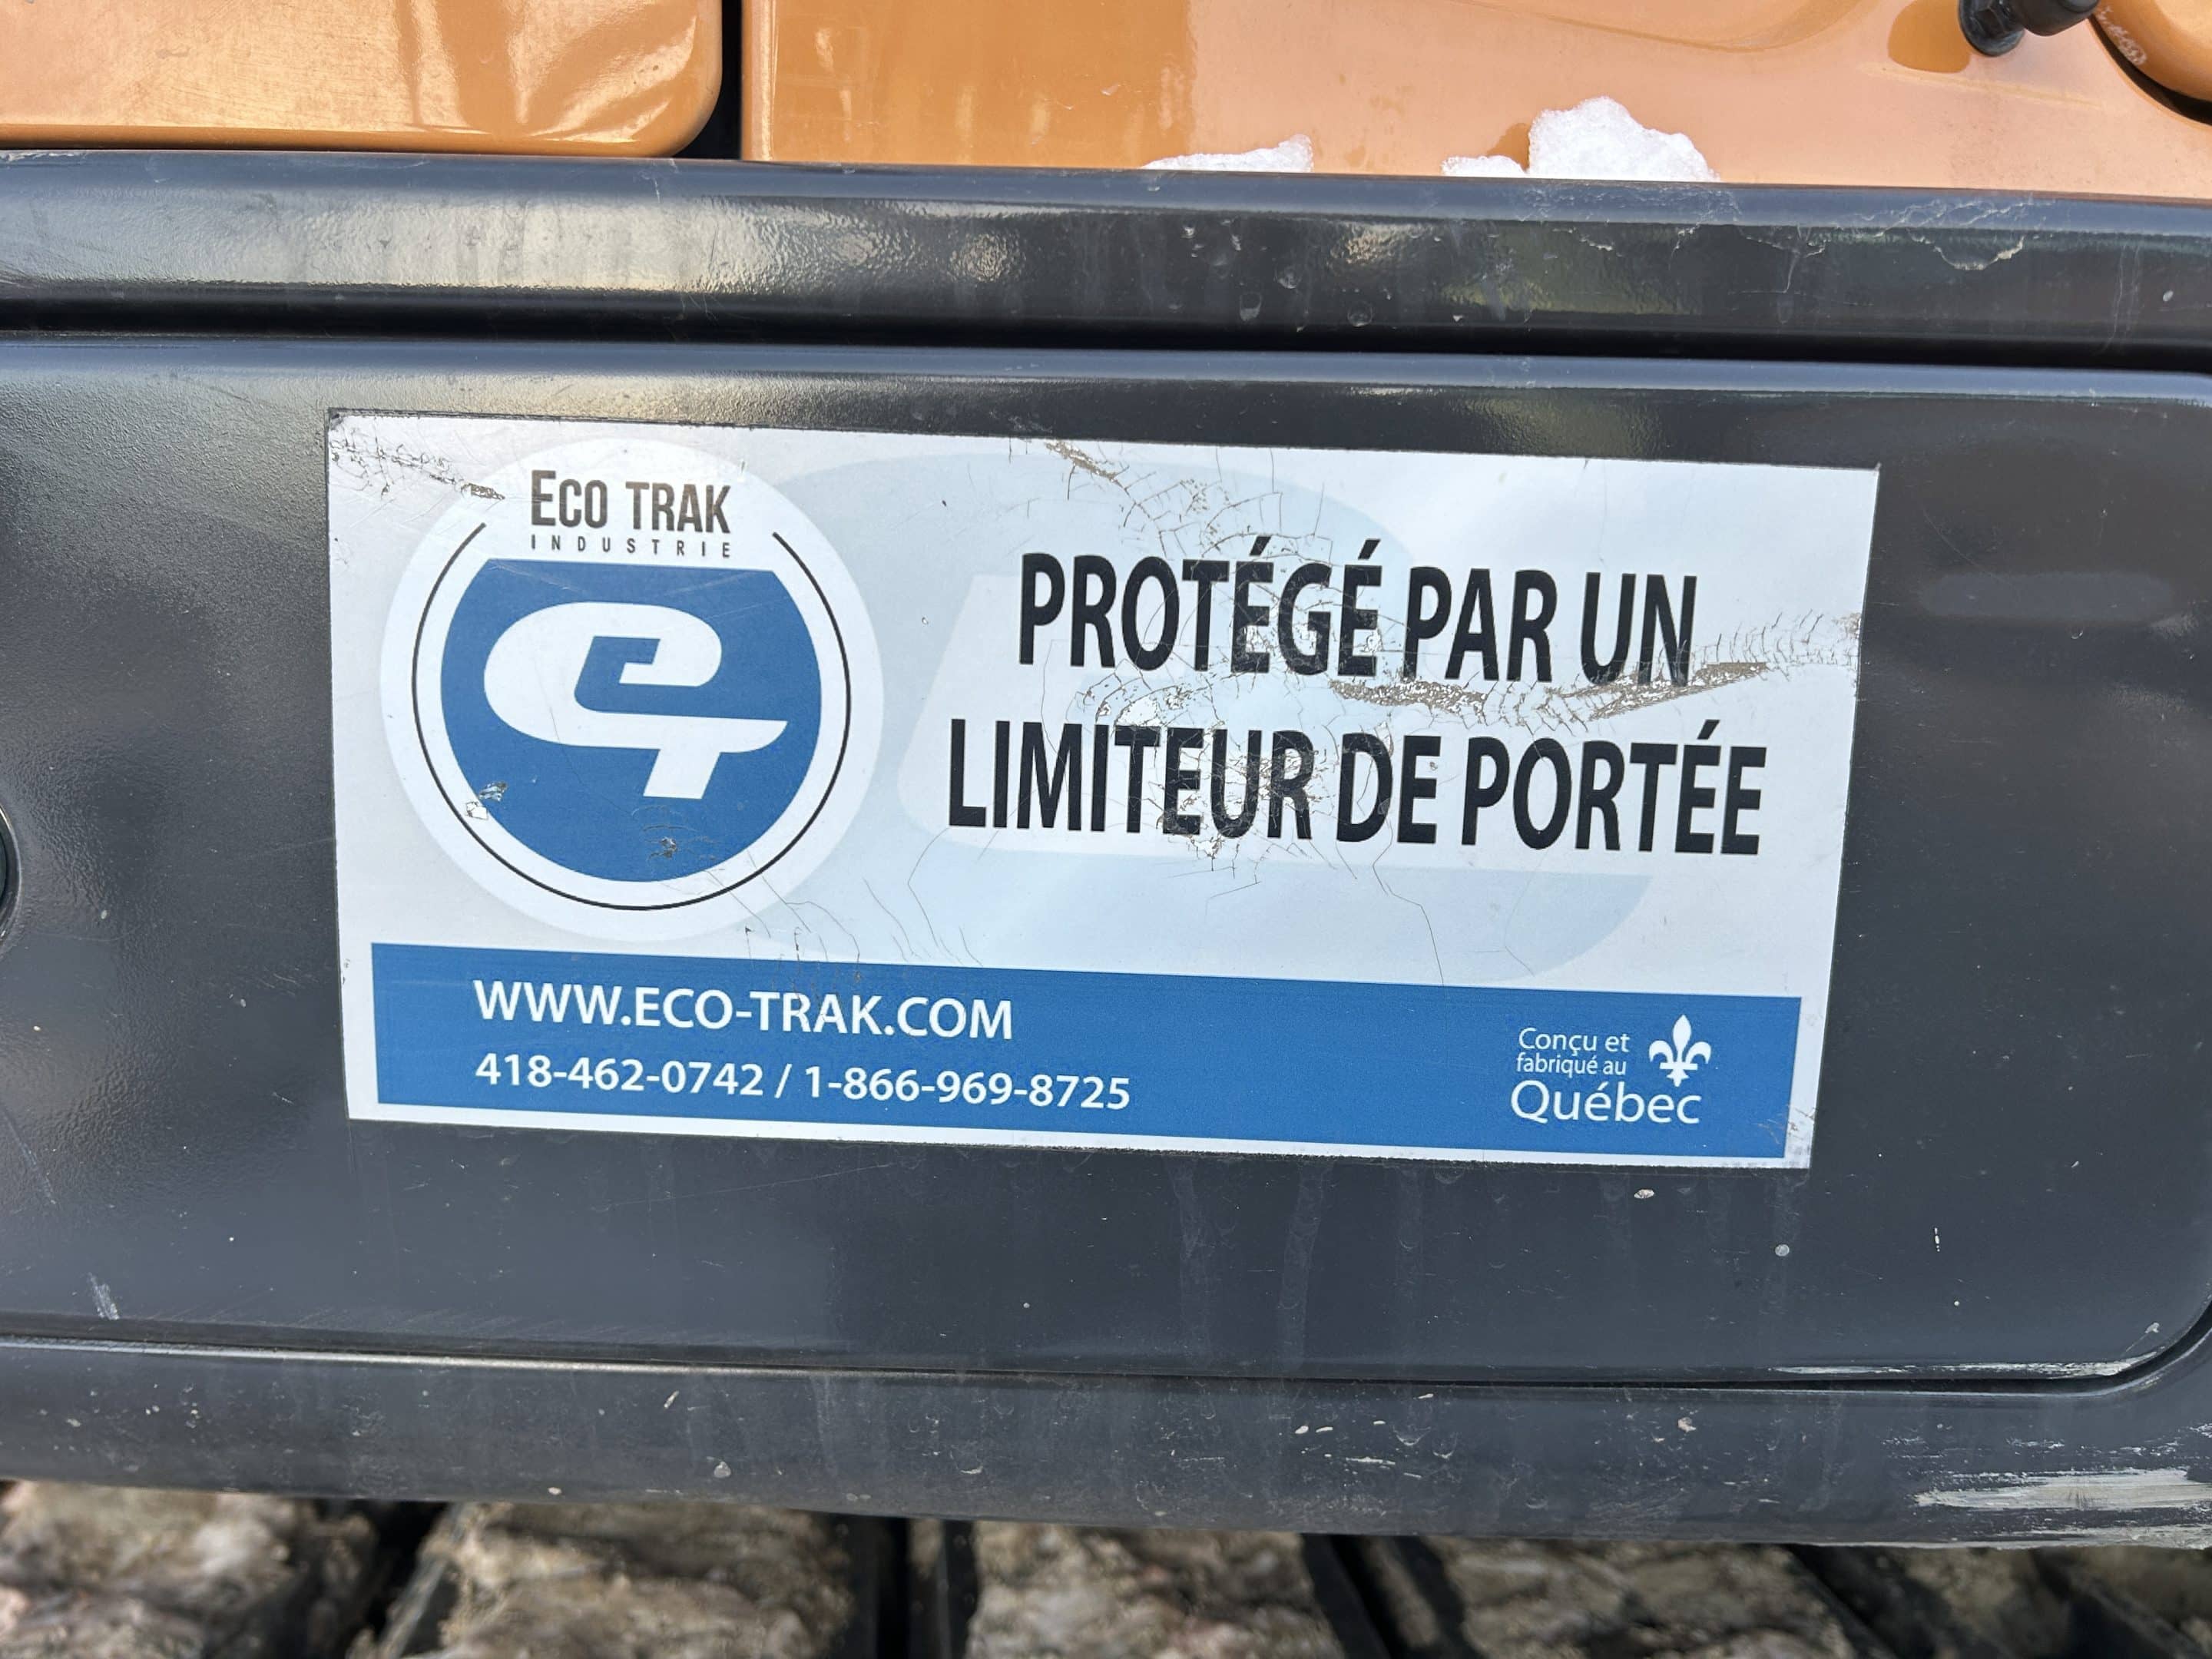 ECO TRAK
INDUSTRIE
PROTÉGÉ PAR UN
LIMITEUR DE PORTÉE
WWW.ECO-TRAK.COM
418-462-0742 / 1-866-969-8725
Conçu et
fabriqué au
Québec